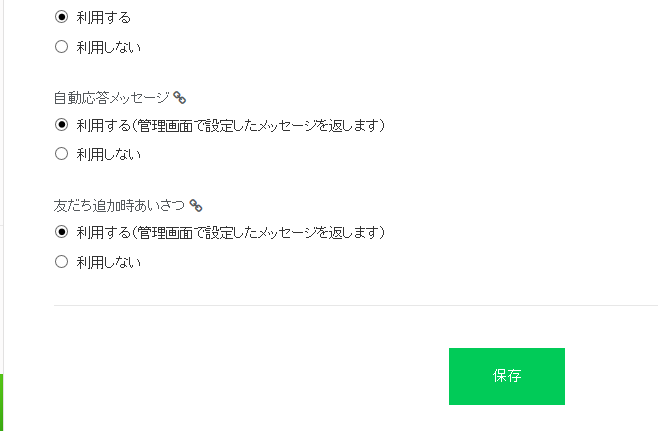 利用する
利用しない
自動応答メッセージ
利用する(管理画面で設定したメッセージを返します)
利用しない
友だち追加時あいさつ
利用する(管理画面で設定したメッセージを返します)
利用しない
保存